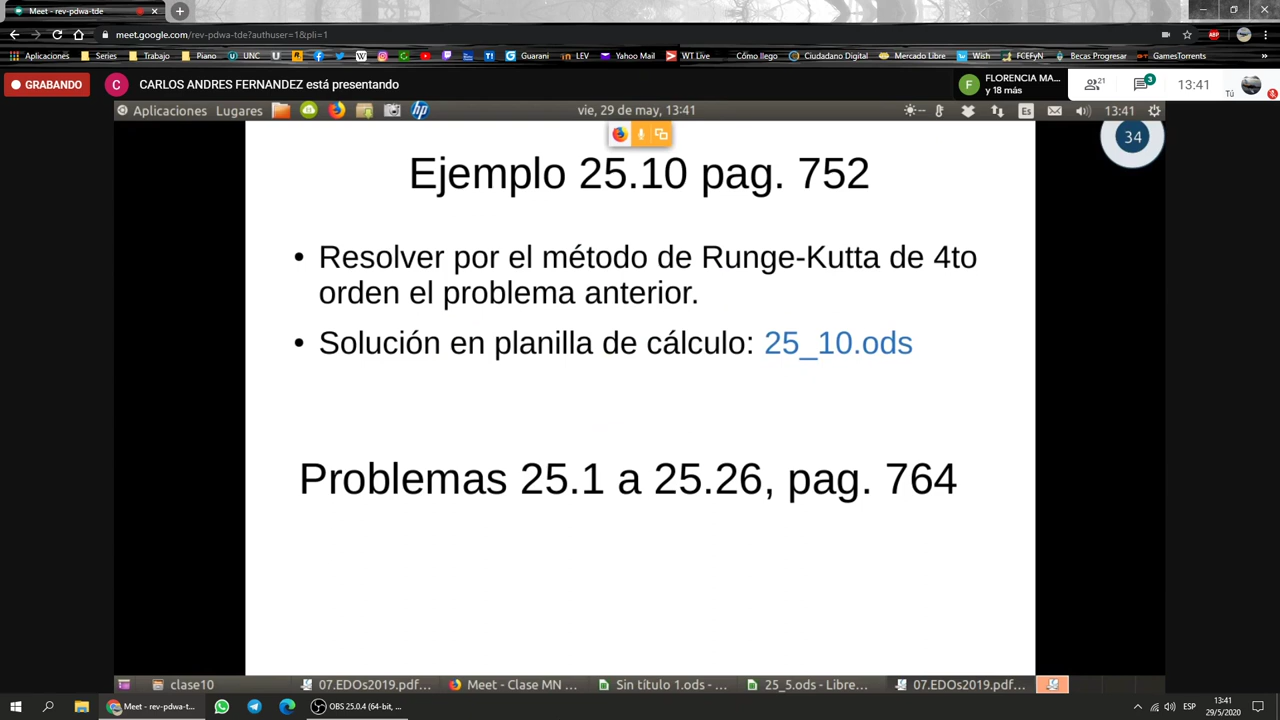 Meet - rev-pdwa-tde
meet.google.com/rev-pdwa-tde?authuser=1&pli=1
Aplicaciones Series Trabajo Piano UNC Guarani LEV Yahoo Mail WT Live Cómo llego Ciudadano Digital Mercado Libre Wish FCEFyN Becas Progresar GamesTorrents »
GRABANDO C CARLOS ANDRES FERNANDEZ está presentando F FLORENCIA MA... y 18 más 21 3 13:41 Tú
Aplicaciones Lugares vie, 29 de may, 13:41 Es 13:41
34
Ejemplo 25.10 pag. 752
• Resolver por el método de Runge-Kutta de 4to
orden el problema anterior.
• Solución en planilla de cálculo: 25_10.ods
Problemas 25.1 a 25.26, pag. 764
clase10 07.EDOs2019.pdf... Meet - Clase MN ... Sin título 1.ods - ... 25_5.ods - Libre... 07.EDOs2019.pdf...
Meet - rev-pdwa-t... OBS 25.0.4 (64-bit, ... ESP 13:41
29/5/2020